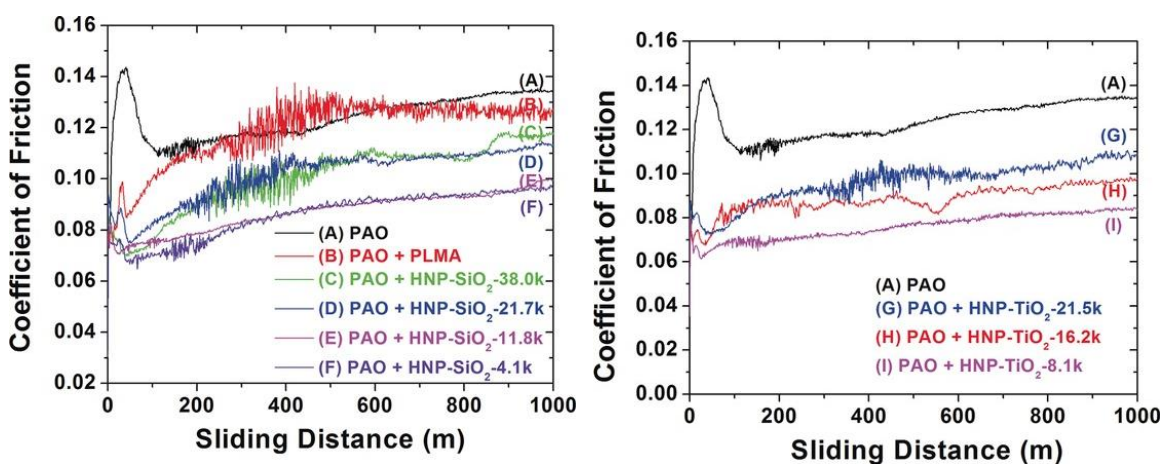 0.16
0.14
0.12
0.10
0.08
0.06
0.04
0.02
Coefficient of Friction
(A)
(B)
(C)
(D)
(E)
(F)
(A) PAO
(B) PAO + PLMA
(C) PAO + HNP-SiO₂-38.0k
(D) PAO + HNP-SiO₂-21.7k
(E) PAO + HNP-SiO₂-11.8k
(F) PAO + HNP-SiO₂-4.1k
0 200 400 600 800 1000
Sliding Distance (m)
0.16
0.14
0.12
0.10
0.08
0.06
0.04
0.02
0.00
Coefficient of Friction
(A)
(G)
(H)
(I)
(A) PAO
(G) PAO + HNP-TiO₂-21.5k
(H) PAO + HNP-TiO₂-16.2k
(I) PAO + HNP-TiO₂-8.1k
0 200 400 600 800 1000
Sliding Distance (m)